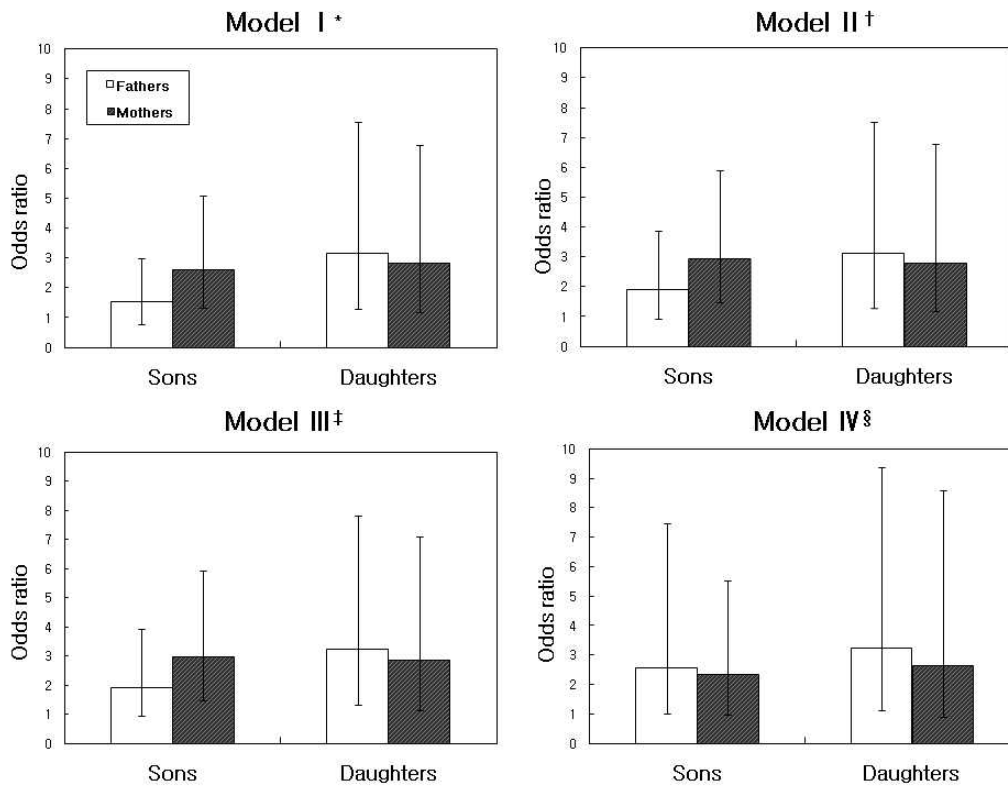 Model I *
10
9
8
7
6
5
4
3
2
1
0
Odds ratio
Fathers
Mothers
Sons
Daughters
Model II †
10
9
8
7
6
5
4
3
2
1
0
Odds ratio
Sons
Daughters
Model III ‡
10
9
8
7
6
5
4
3
2
1
0
Odds ratio
Sons
Daughters
Model IV §
10
9
8
7
6
5
4
3
2
1
0
Odds ratio
Sons
Daughters